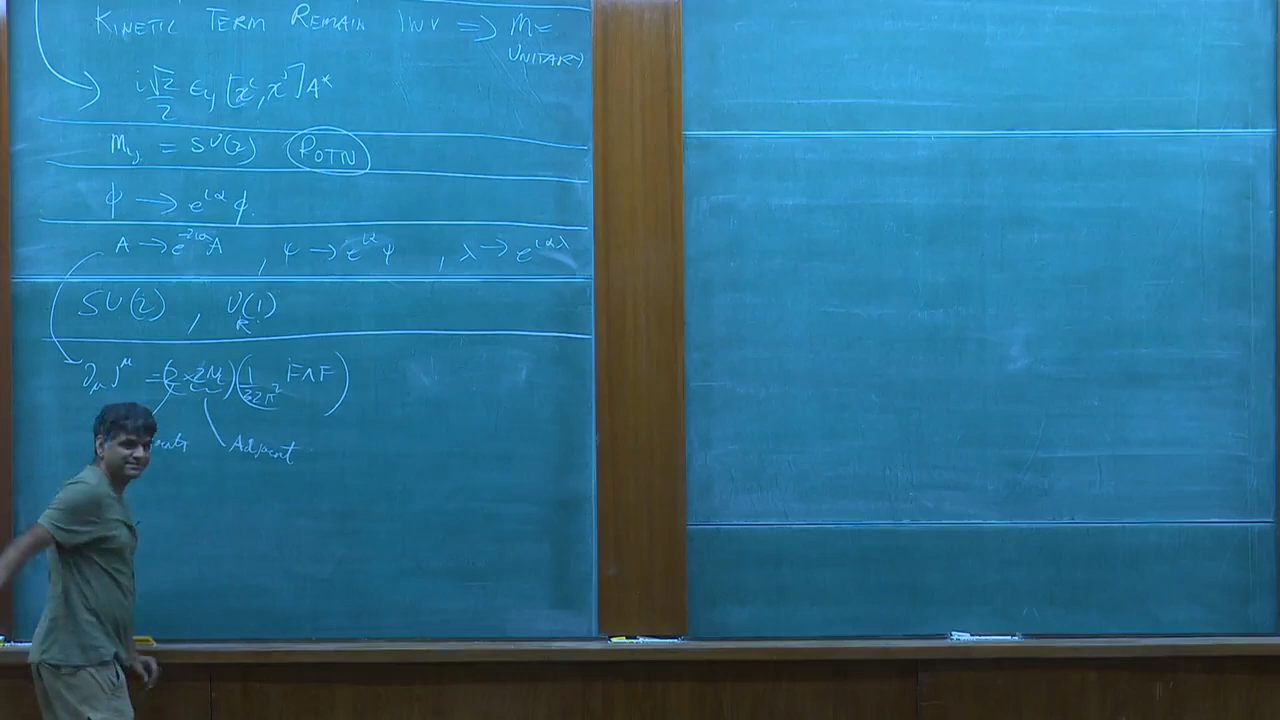 KINETIC TERM REMAIN INV => M =
UNITARY
i√2/2 ε_ij [x^i, x^j] A*
M_ij = SU(2) POTN
ϕ → e^{iα} ϕ
A → e^{-2iα} A , ψ → e^{iα} ψ , λ → e^{iα} λ
SU(2) , U(1)_R
∂_μ J^μ = (2 × 2N) (1/32π² F∧F)
Adjoint